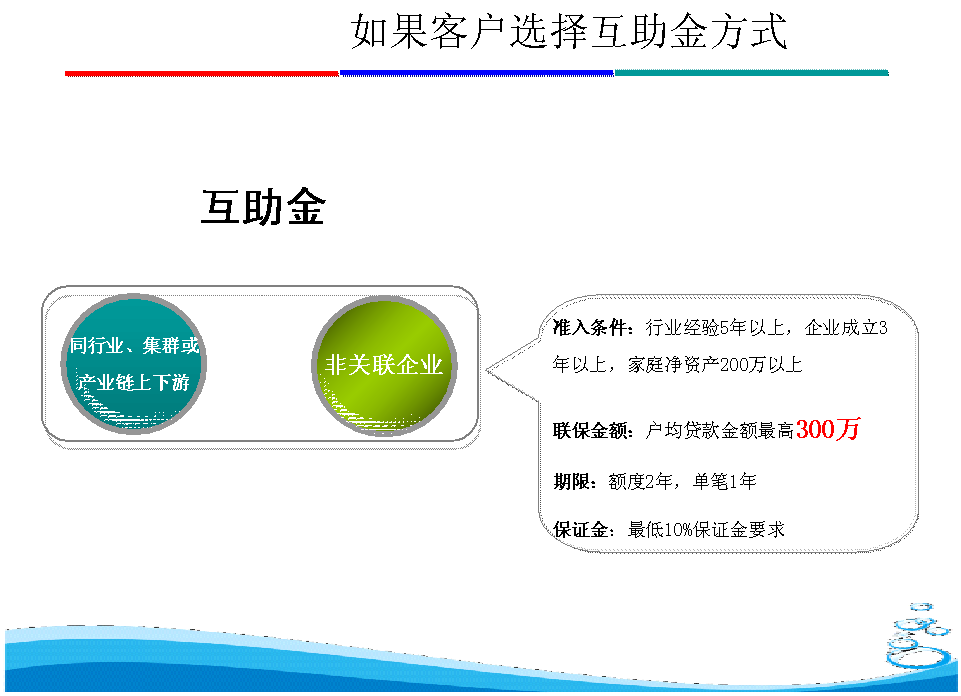 如果客户选择互助金方式
互助金
同行业、集群或
产业链上下游
非关联企业
准入条件：行业经验5年以上，企业成立3
年以上，家庭净资产200万以上
联保金额：户均贷款金额最高300万
期限：额度2年，单笔1年
保证金：最低10%保证金要求